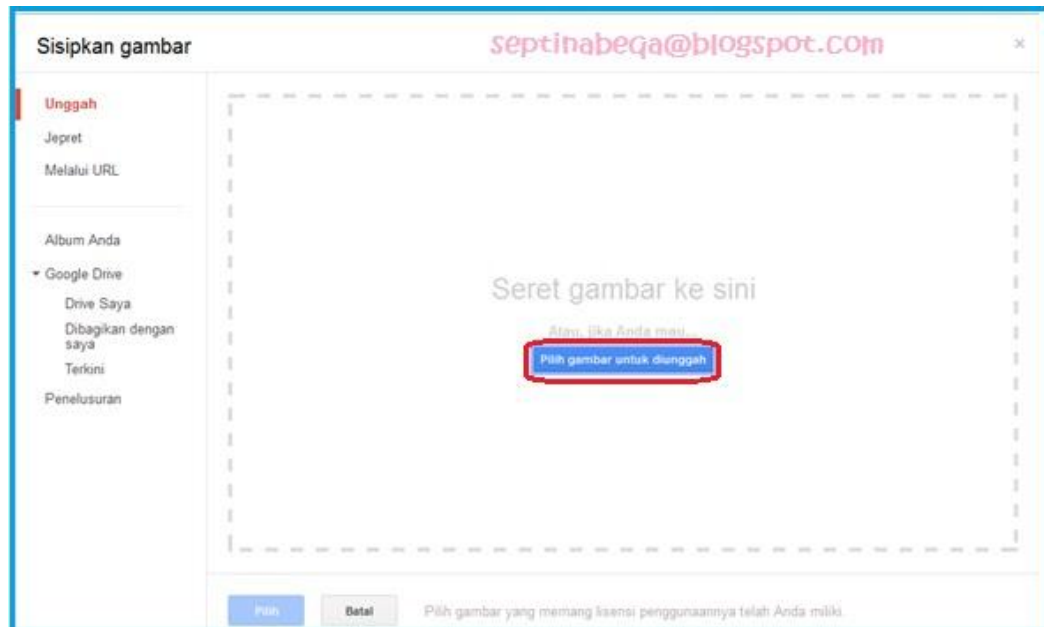 Sisipkan gambar
septinabega@blogspot.com
×
Unggah
Jepret
Melalui URL
Album Anda
Google Drive
Drive Saya
Dibagikan dengan
saya
Terkini
Penelusuran
Seret gambar ke sini
Atau, jika Anda mau...
Pilih gambar untuk diunggah
Pilih
Batal
Pilih gambar yang memang lisensi penggunaannya telah Anda miliki.